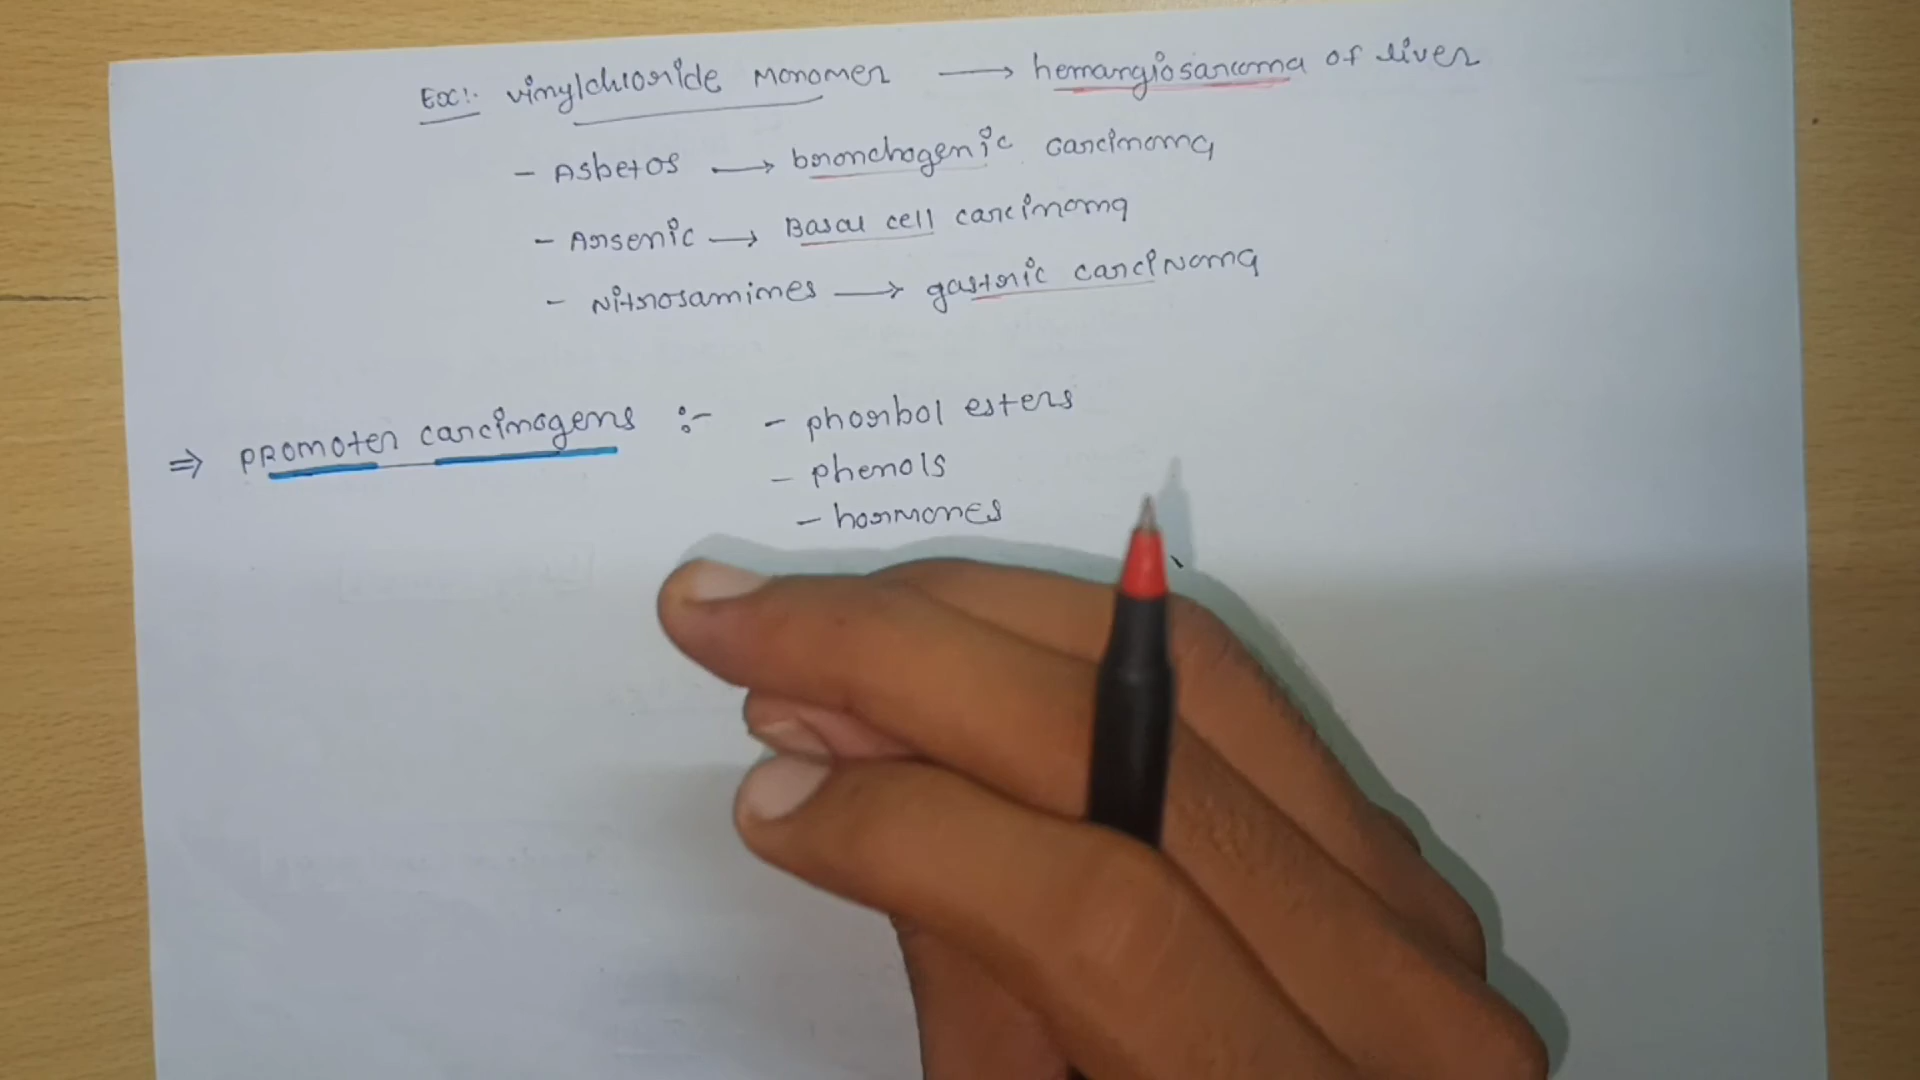 Ex:- vinylchloride Monomer → hemangiosarcoma of liver
- Asbetos → bronchogenic carcinoma
- Arsenic → Basal cell carcinoma
- Nitrosamines → gastric carcinoma
⇒ PRomoter carcinogens :- - phorbol esters
- phenols
- hormones